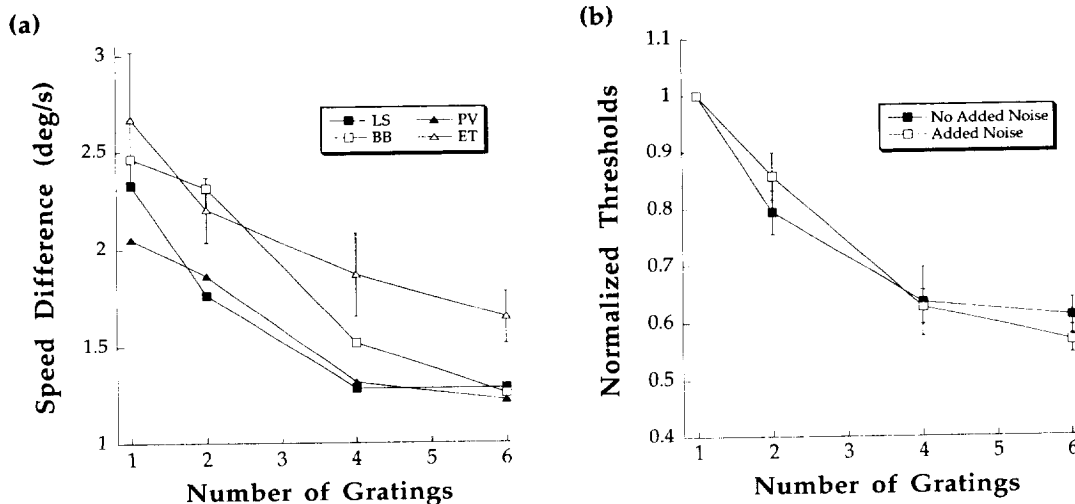 (a)
3
2.5
2
1.5
1
Speed Difference (deg/s)
LS PV
BB ET
1 2 3 4 5 6
Number of Gratings
(b)
1.1
1
0.9
0.8
0.7
0.6
0.5
0.4
Normalized Thresholds
No Added Noise
Added Noise
1 2 3 4 5 6
Number of Gratings